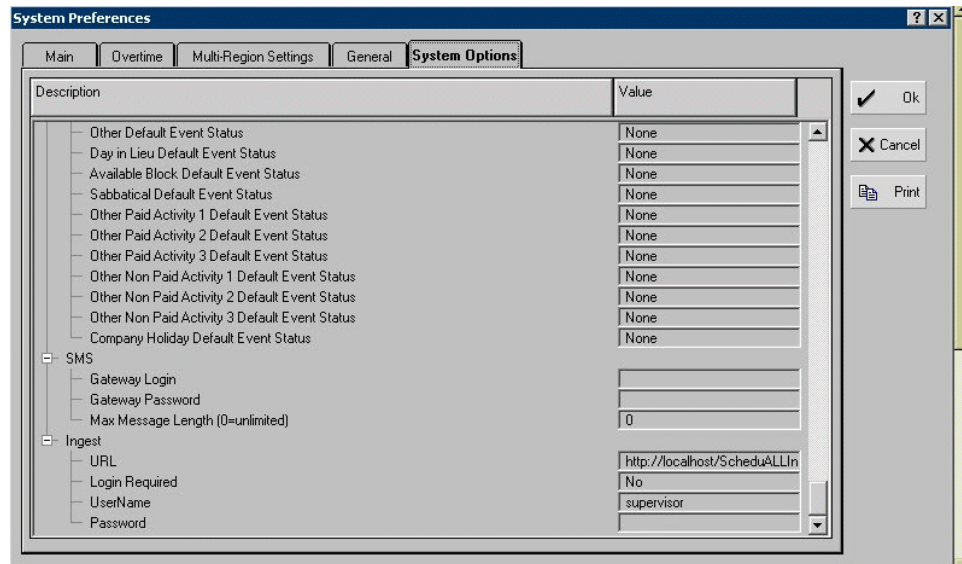 System Preferences
Main Overtime Multi-Region Settings General System Options
Description Value
Ok
Cancel
Print
Other Default Event Status None
Day in Lieu Default Event Status None
Available Block Default Event Status None
Sabbatical Default Event Status None
Other Paid Activity 1 Default Event Status None
Other Paid Activity 2 Default Event Status None
Other Paid Activity 3 Default Event Status None
Other Non Paid Activity 1 Default Event Status None
Other Non Paid Activity 2 Default Event Status None
Other Non Paid Activity 3 Default Event Status None
Company Holiday Default Event Status None
SMS
Gateway Login
Gateway Password
Max Message Length (0=unlimited) 0
Ingest
URL http://localhost/ScheduALLIn
Login Required No
UserName supervisor
Password